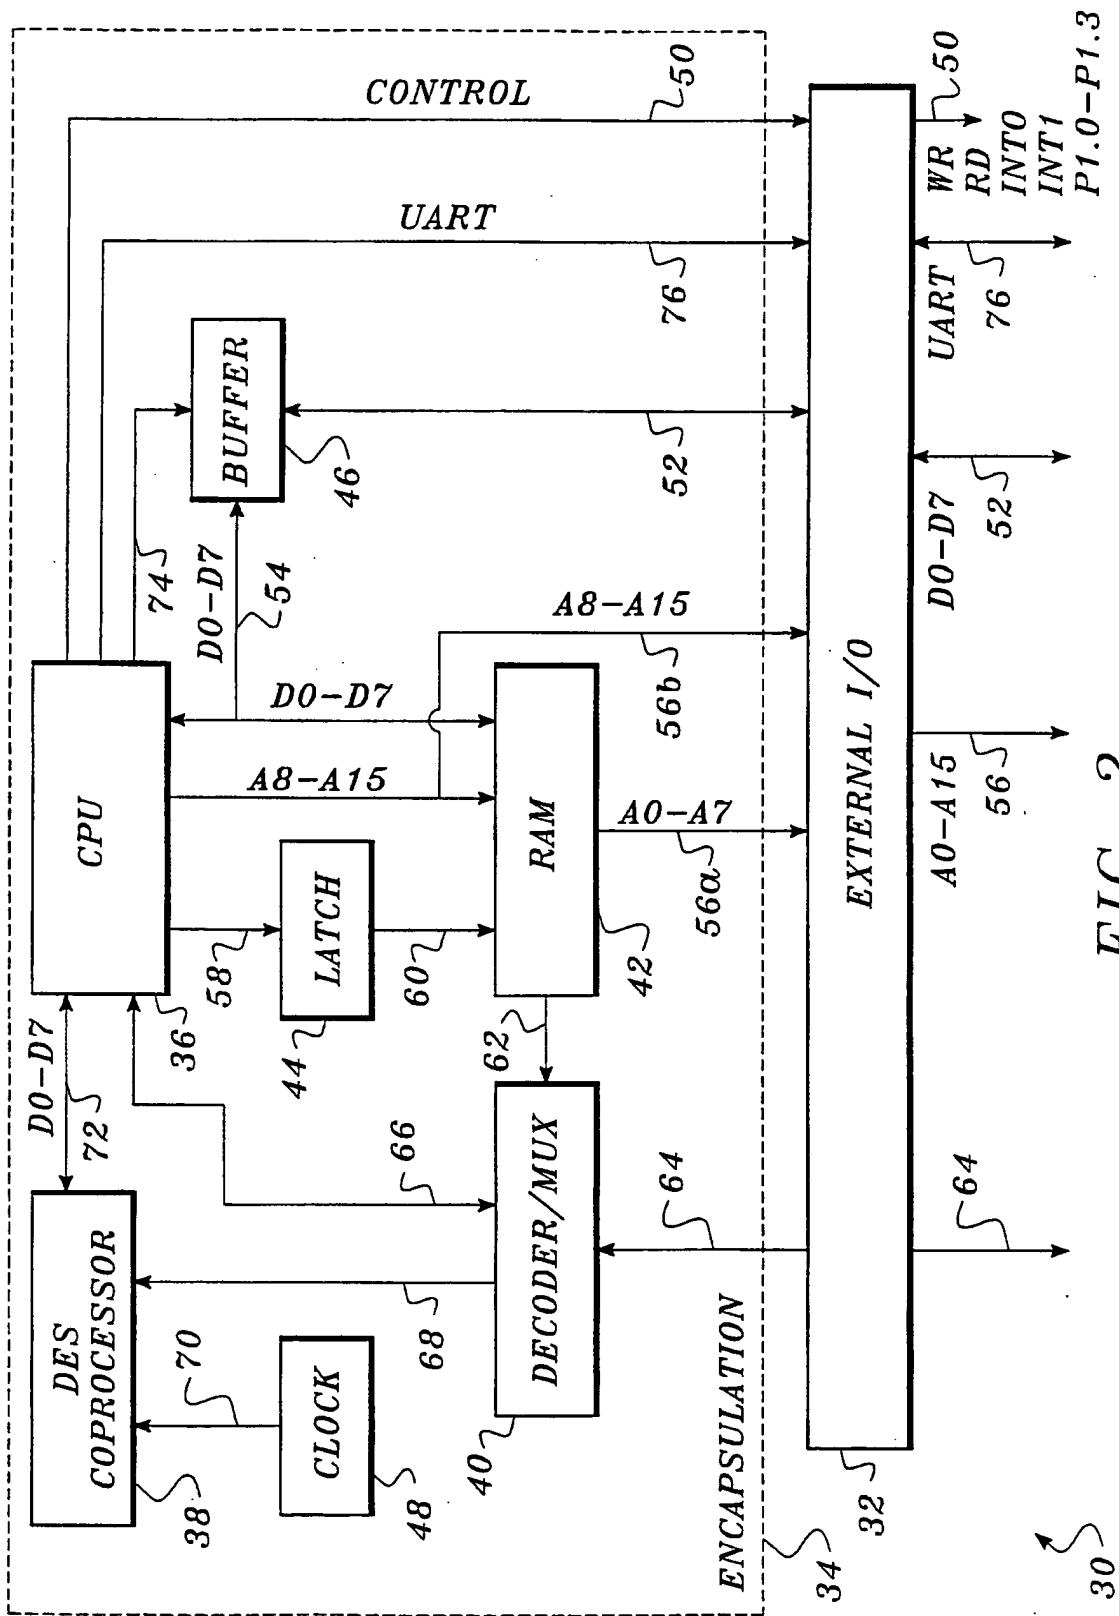 DES
COPROCESSOR
38
70
CLOCK
48
D0-D7
72
36
CPU
58
LATCH
44
60
A8-A15
D0-D7
74
D0-D7
54
BUFFER
46
CONTROL
UART
68
66
40
DECODER/MUX
62
RAM
42
A8-A15
56b
A0-A7
56a
52
76
50
64
ENCAPSULATION
34
32
EXTERNAL I/O
64
A0-A15
56
D0-D7
52
UART
76
WR
RD
INT0
INT1
P1.0-P1.3
50
30
FIG. 2